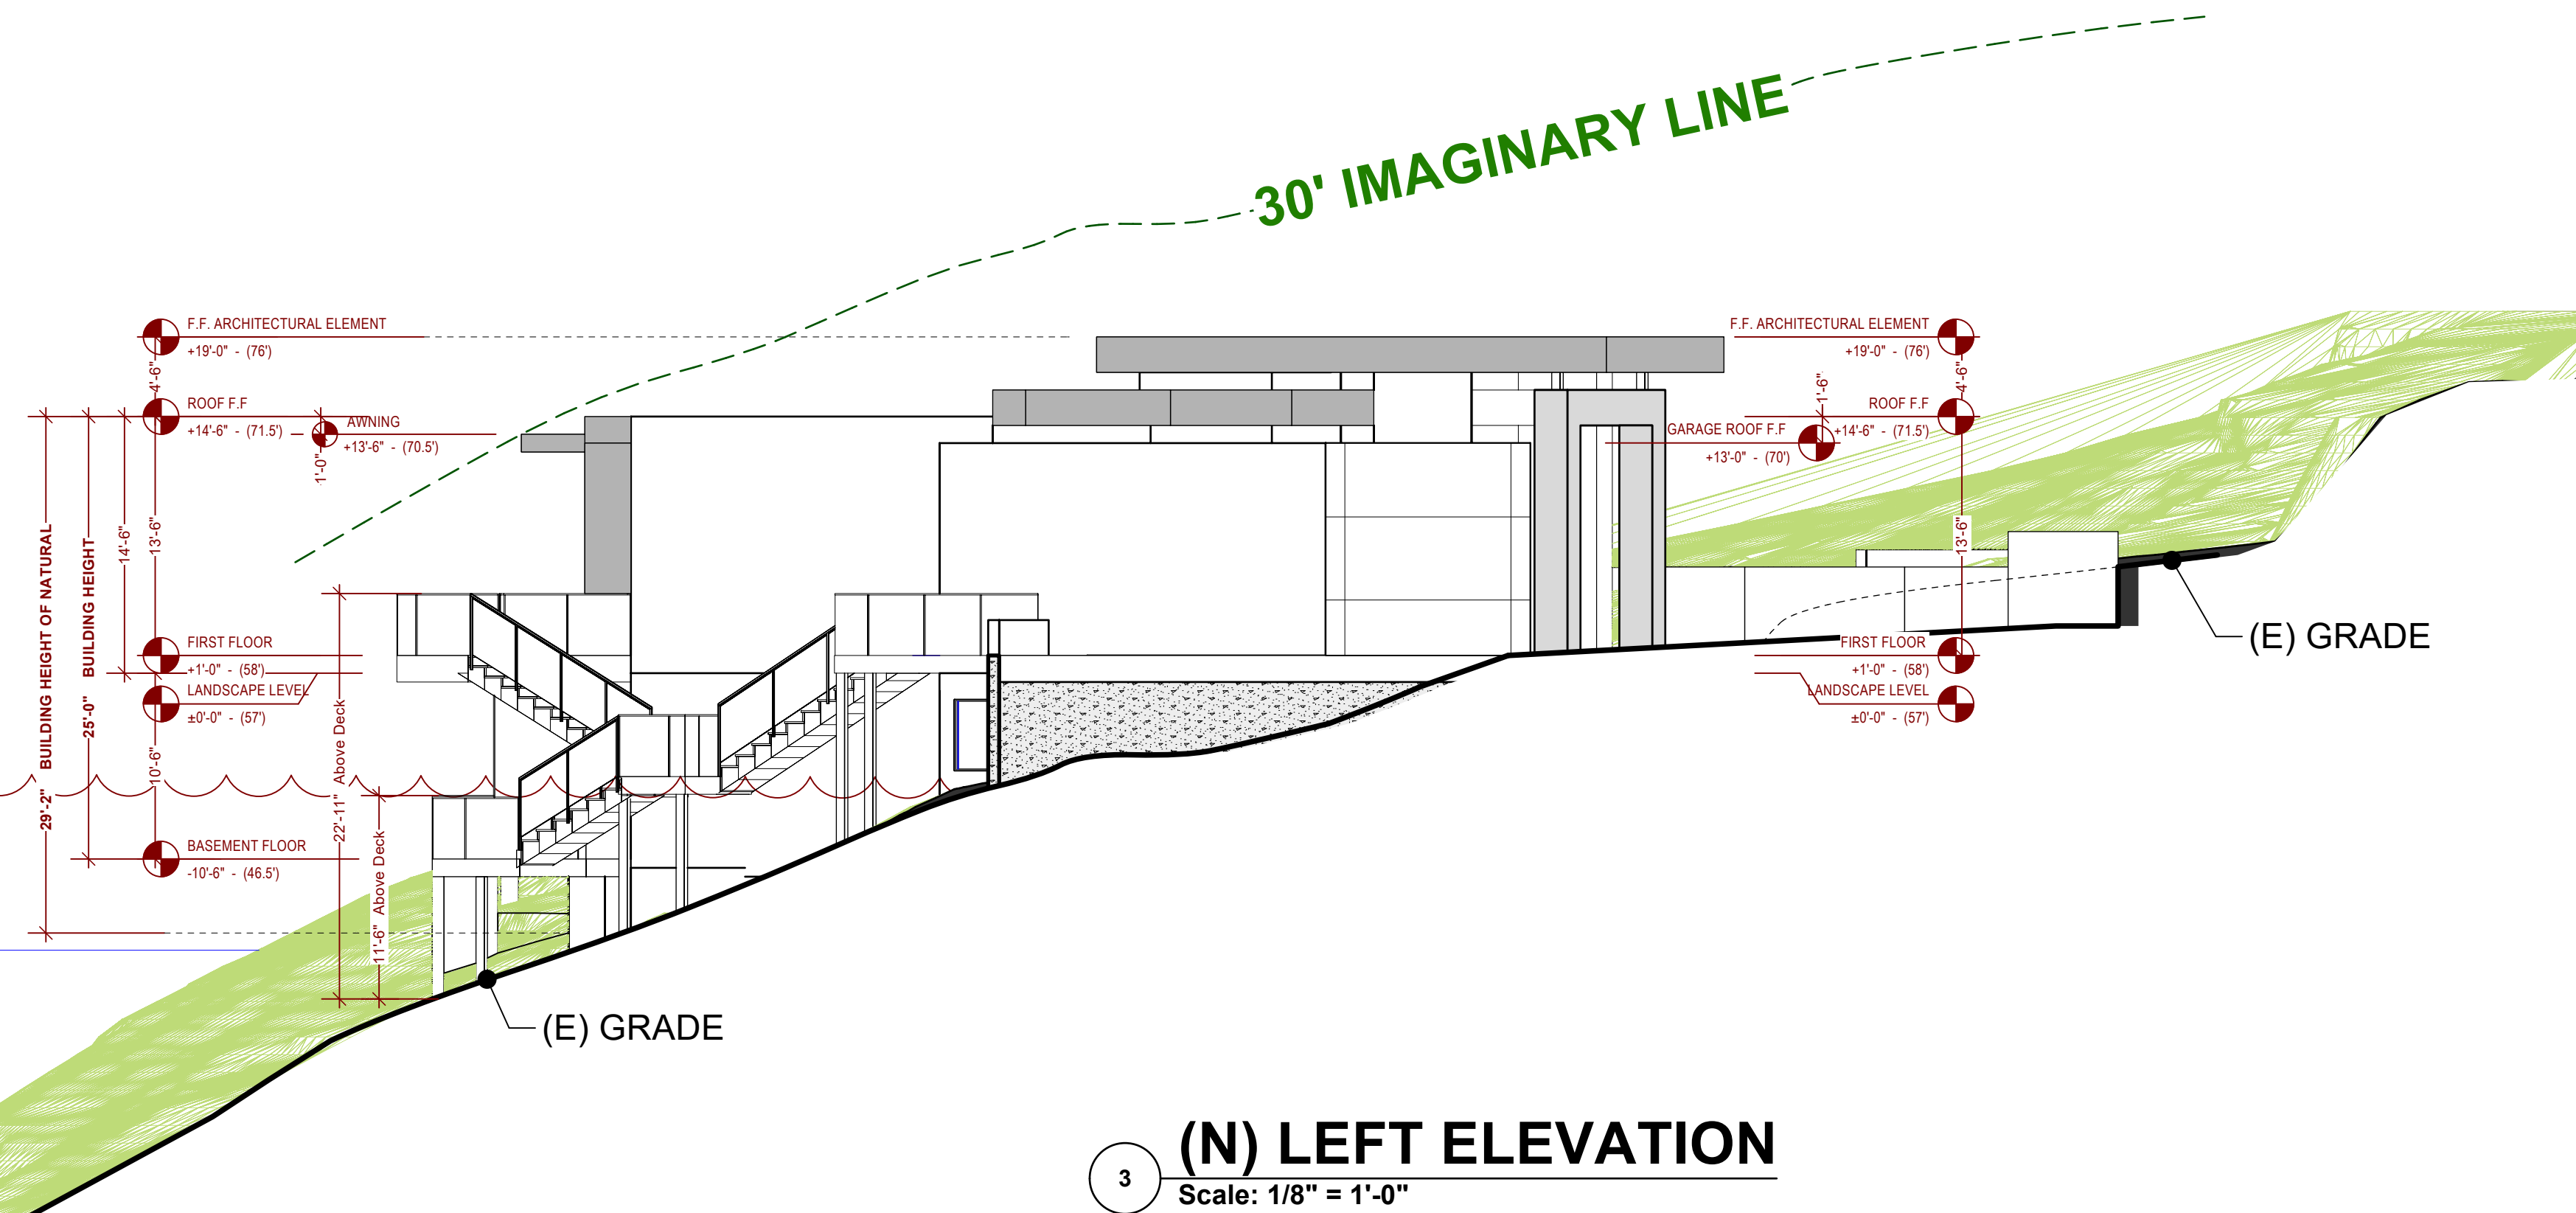 30' IMAGINARY LINE
F.F. ARCHITECTURAL ELEMENT
+19'-0" - (76')
4'-6"
ROOF F.F
+14'-6" - (71.5')
AWNING
+13'-6" - (70.5')
1'-0"
29'-2" BUILDING HEIGHT OF NATURAL
25'-0" BUILDING HEIGHT
14'-6"
13'-6"
FIRST FLOOR
+1'-0" - (58')
LANDSCAPE LEVEL
±0'-0" - (57')
10'-6"
BASEMENT FLOOR
-10'-6" - (46.5')
22'-11" Above Deck
11'-6" Above Deck
(E) GRADE
F.F. ARCHITECTURAL ELEMENT
+19'-0" - (76')
4'-6"
1'-6"
ROOF F.F
+14'-6" - (71.5')
GARAGE ROOF F.F
+13'-0" - (70')
13'-6"
FIRST FLOOR
+1'-0" - (58')
LANDSCAPE LEVEL
±0'-0" - (57')
(E) GRADE
3
(N) LEFT ELEVATION
Scale: 1/8" = 1'-0"